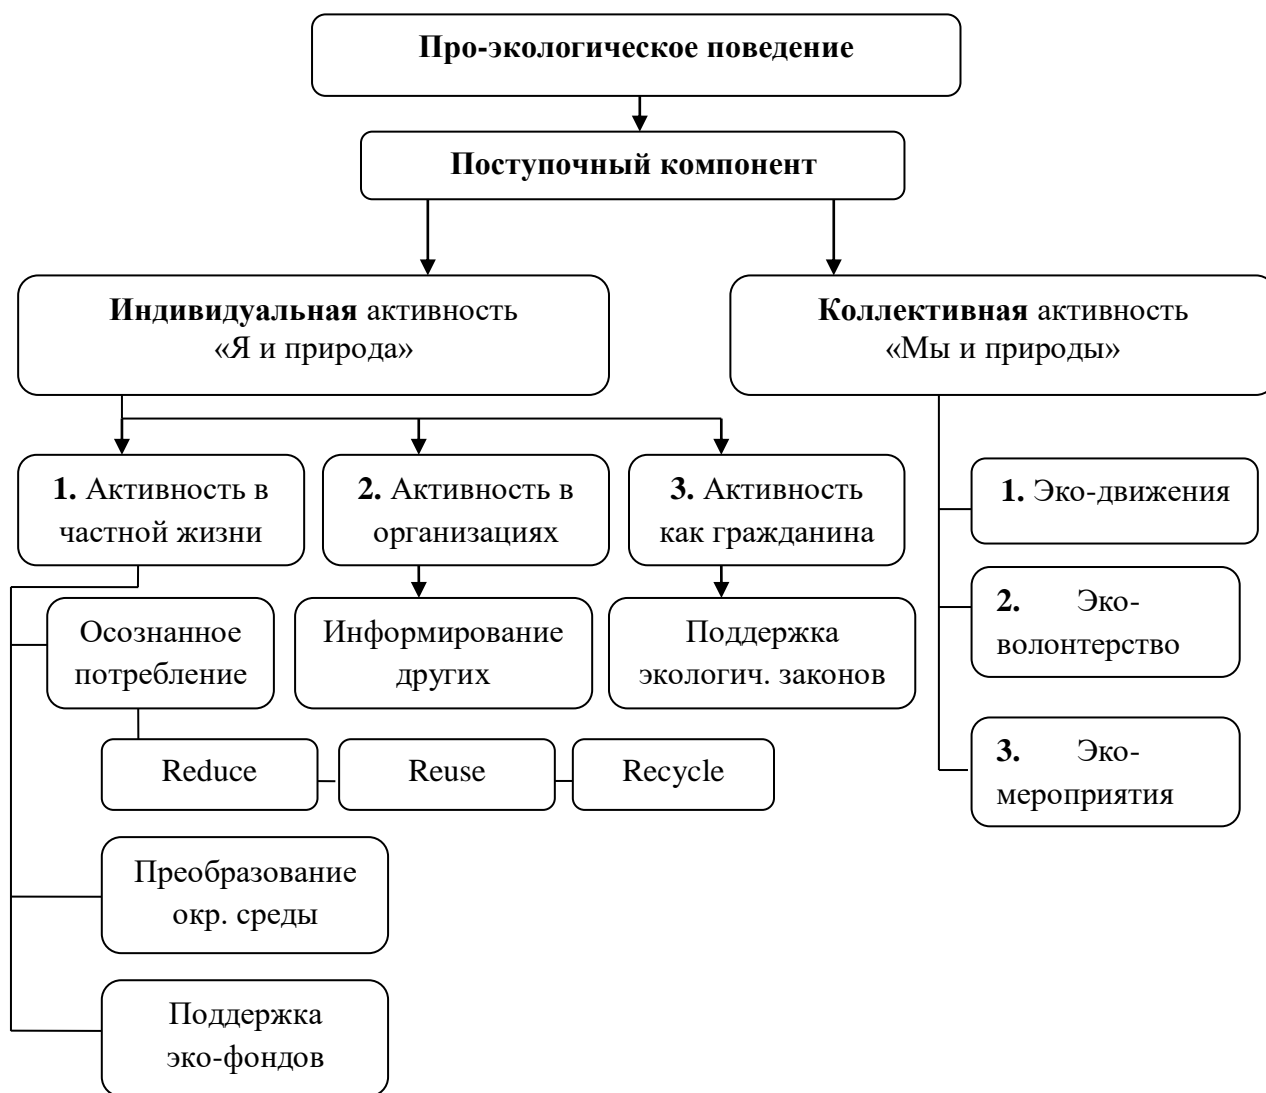 Про-экологическое поведение
Поступочный компонент
Индивидуальная активность
«Я и природа»
Коллективная активность
«Мы и природы»
1. Активность в
частной жизни
2. Активность в
организациях
3. Активность
как гражданина
1. Эко-движения
Осознанное
потребление
Информирование
других
Поддержка
экологич. законов
2. Эко-
волонтерство
Reduce
Reuse
Recycle
3. Эко-
мероприятия
Преобразование
окр. среды
Поддержка
эко-фондов